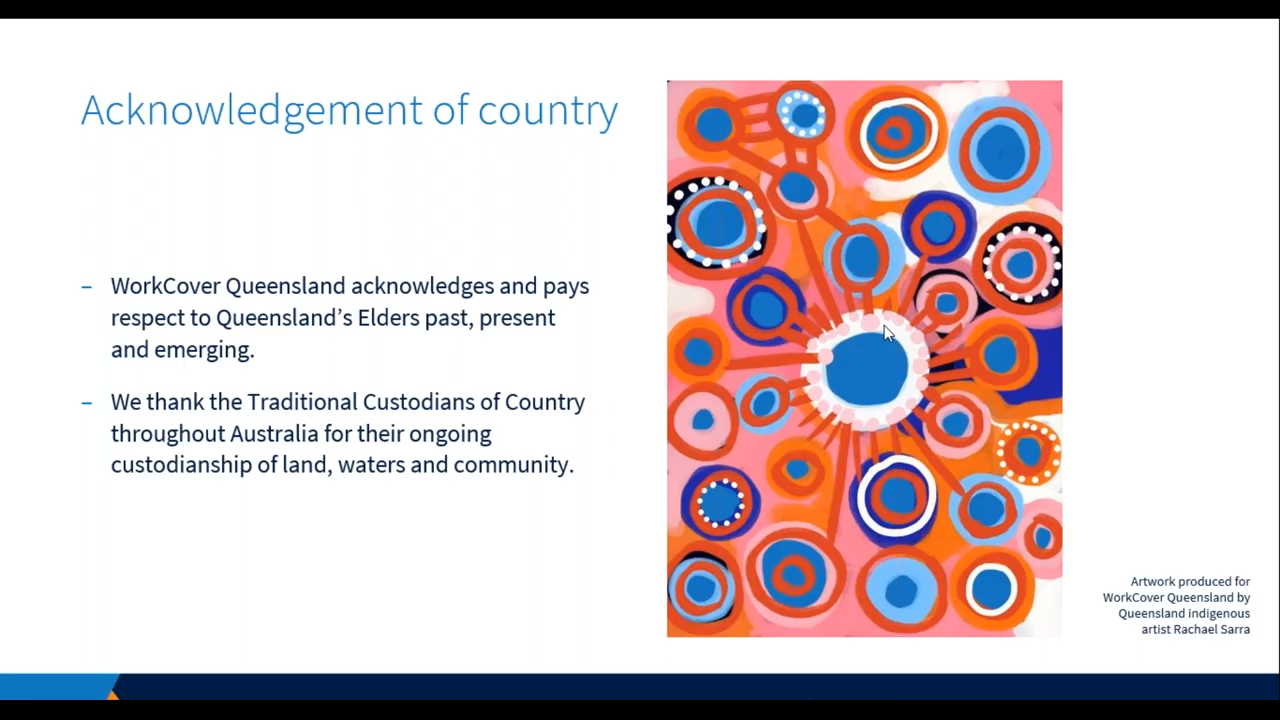 Acknowledgement of country
– WorkCover Queensland acknowledges and pays
respect to Queensland’s Elders past, present
and emerging.
– We thank the Traditional Custodians of Country
throughout Australia for their ongoing
custodianship of land, waters and community.
Artwork produced for
WorkCover Queensland by
Queensland indigenous
artist Rachael Sarra